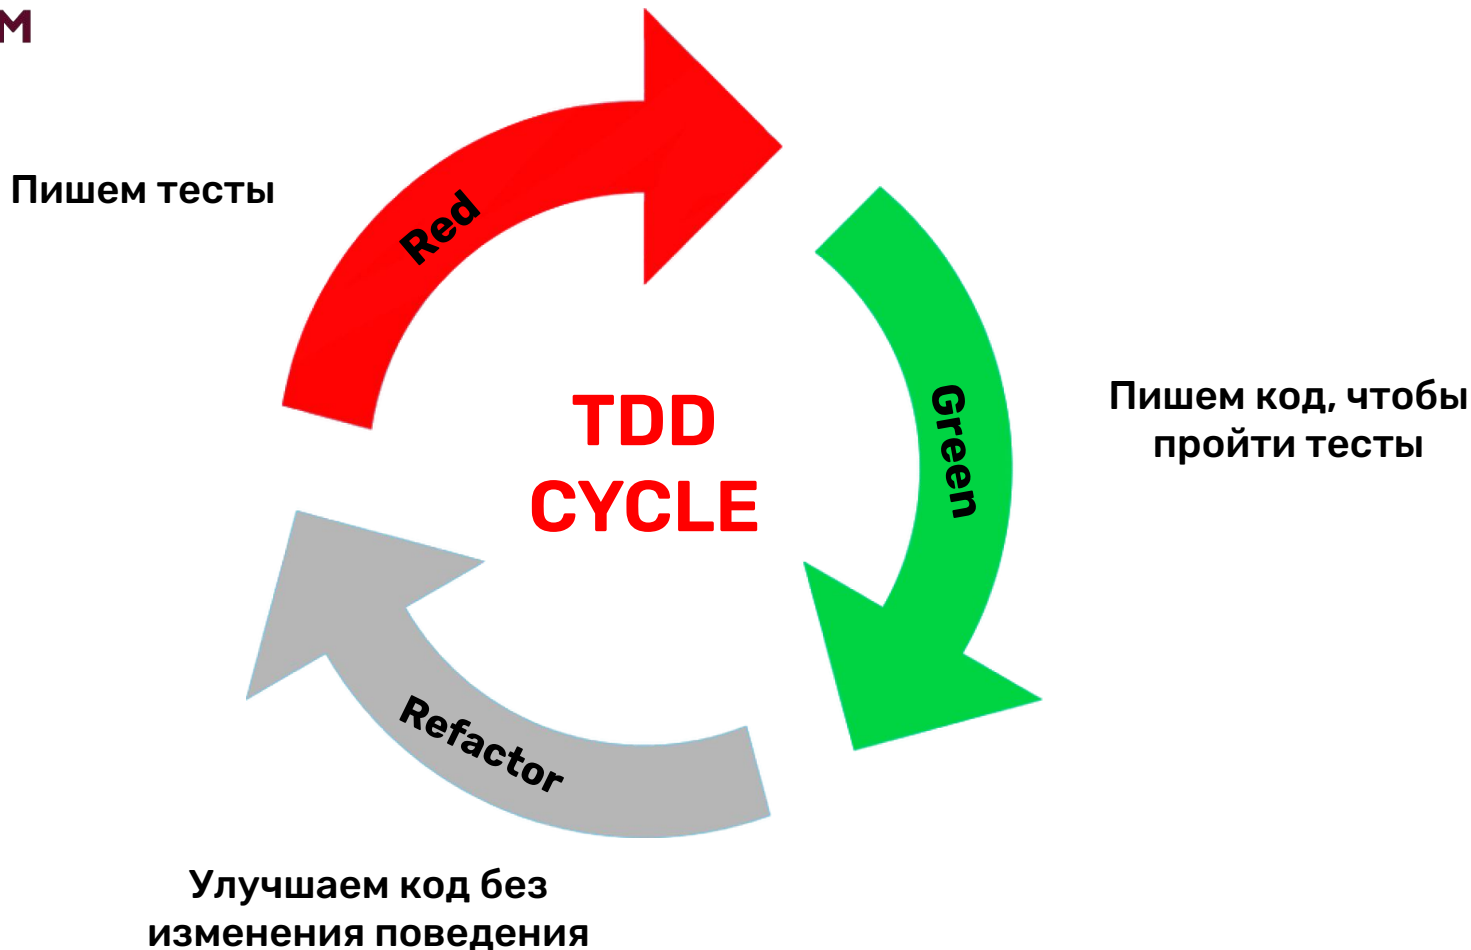 М
Пишем тесты
Red
TDD
CYCLE
Green
Пишем код, чтобы
пройти тесты
Refactor
Улучшаем код без
изменения поведения